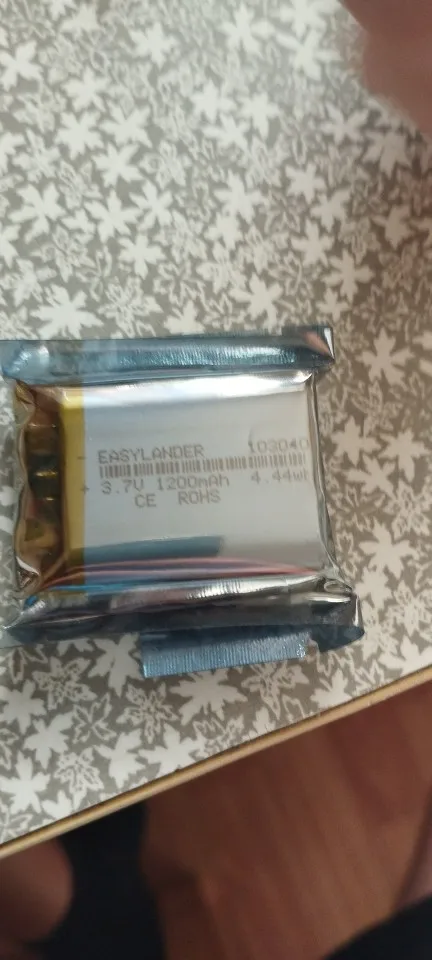 - EASYLANDER 103040
+ 3.7V 1200mAh 4.44wh
CE ROHS